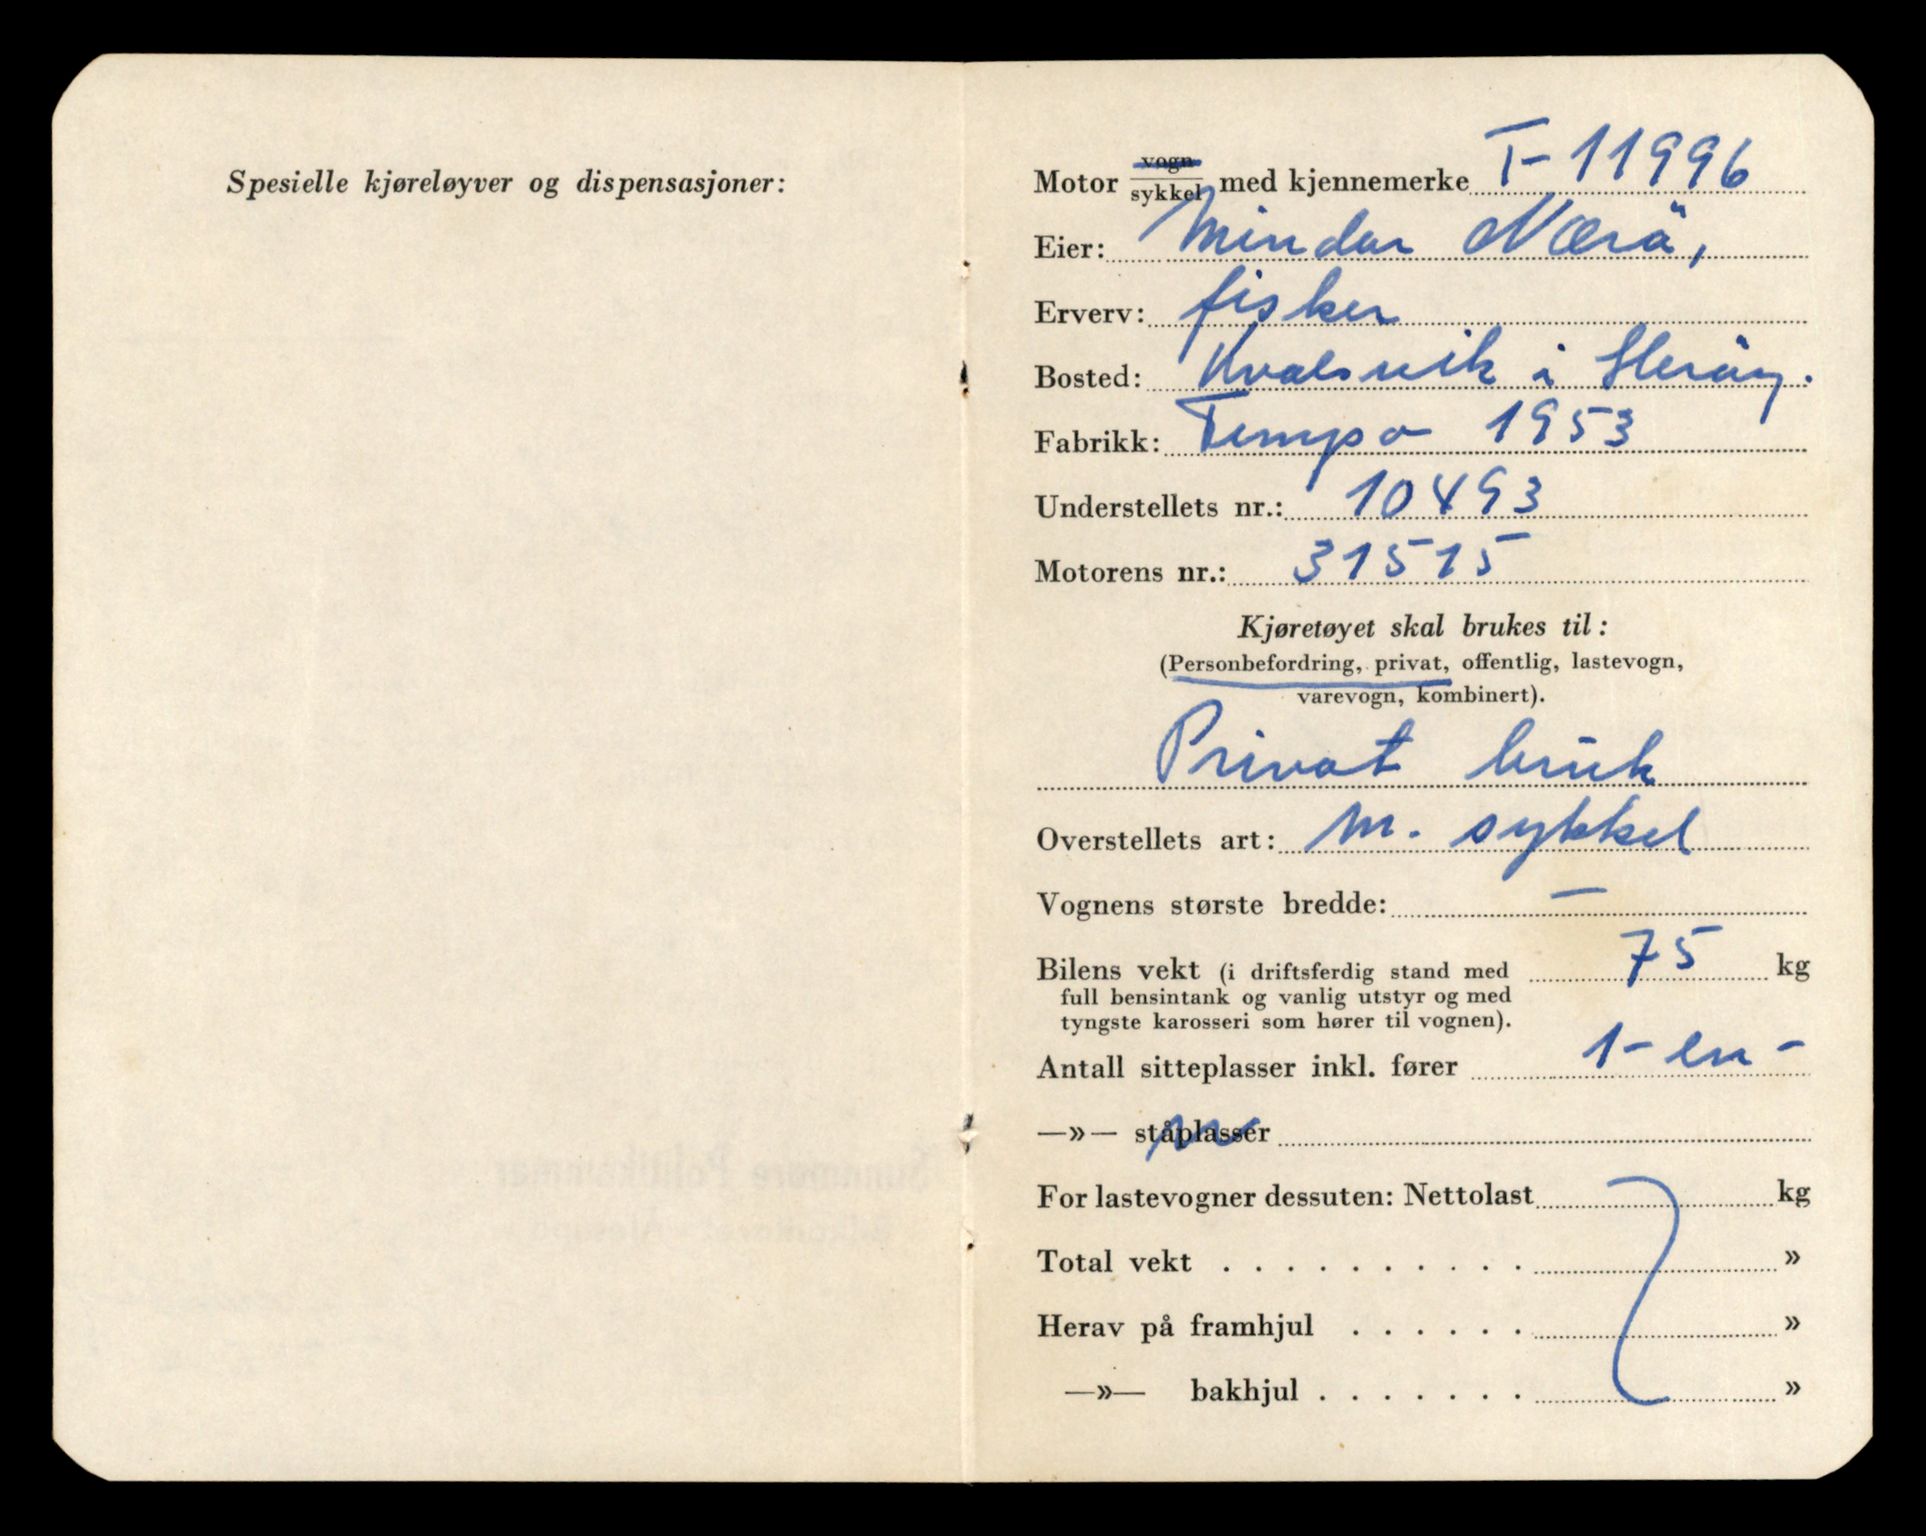 Spesielle kjøreløyver og dispensasjoner:
Motor vogn/sykkel med kjennemerke T-11996
Eier: Mindor Nærö,
Erverv: fisker
Bosted: Kvalsvik i Heröy.
Fabrikk: Tempo 1953
Understellets nr.: 10493
Motorens nr.: 31515
Kjøretøyet skal brukes til:
(Personbefordring, privat, offentlig, lastevogn,
varevogn, kombinert).
Privat bruk
Overstellets art: M. sykkel
Vognens største bredde: —
Bilens vekt (i driftsferdig stand med 75 kg
full bensintank og vanlig utstyr og med
tyngste karosseri som hører til vognen).
Antall sitteplasser inkl. fører 1 - en -
—»— ståplasser
For lastevogner dessuten: Nettolast kg
Total vekt . . . . . . . . . . »
Herav på framhjul . . . . . . »
—»— bakhjul . . . . . . . »